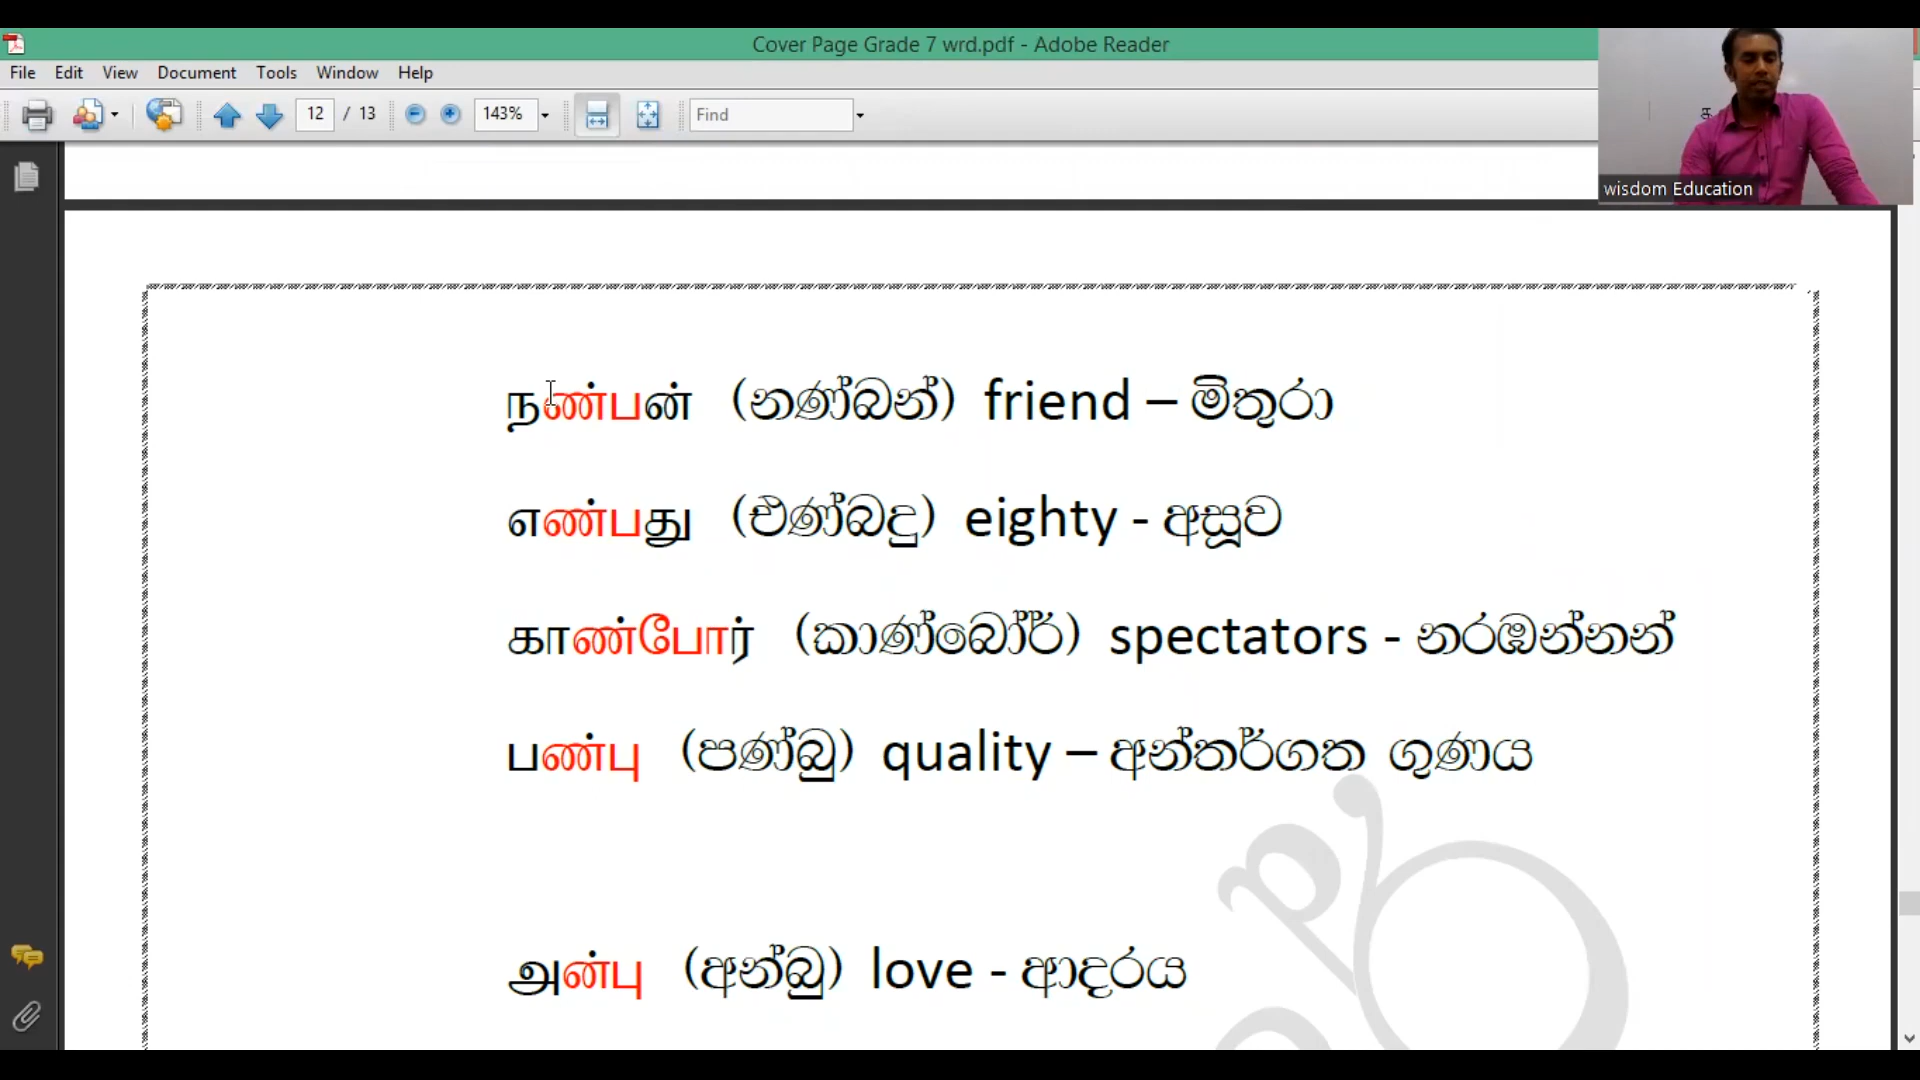 Cover Page Grade 7 wrd.pdf - Adobe Reader
File Edit View Document Tools Window Help
12 / 13 143% Find
wisdom Education
நண்பன் (නණ්බන්) friend – මිතුරා
எண்பது (එණ්බදු) eighty - අසූව
காண்போர் (කාණ්බෝර්) spectators - නරඹන්නන්
பண்பு (පණ්බු) quality – අන්තර්ගත ගුණය
அன்பு (අන්බු) love - ආදරය